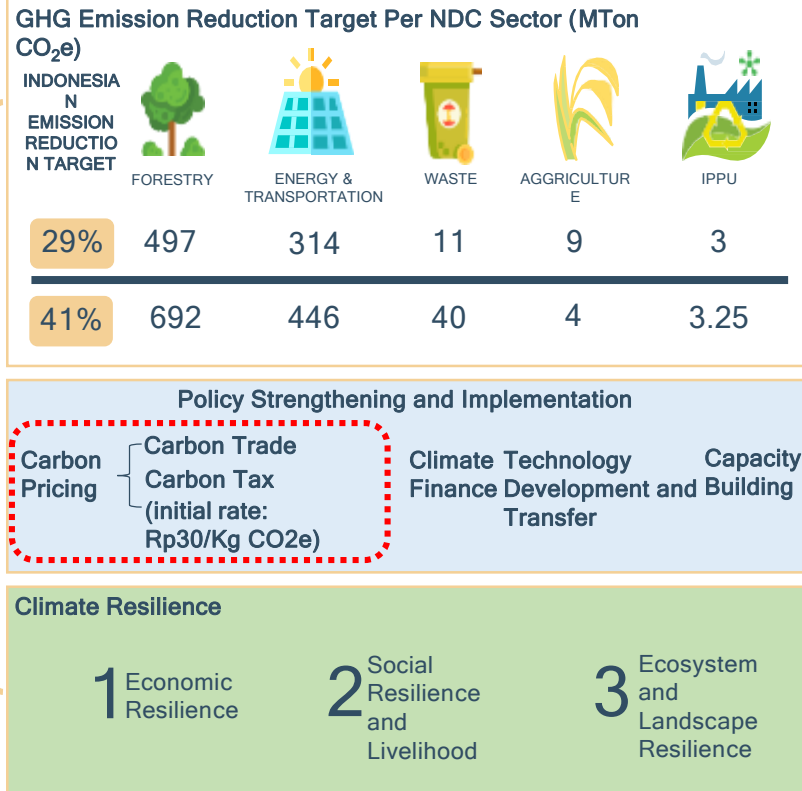 GHG Emission Reduction Target Per NDC Sector (MTon
CO₂e)
INDONESIA
N
EMISSION
REDUCTIO
N TARGET
FORESTRY
ENERGY &
TRANSPORTATION
WASTE
AGGRICULTUR
E
IPPU
29% 497 314 11 9 3
41% 692 446 40 4 3.25
Policy Strengthening and Implementation
Carbon
Pricing
Carbon Trade
Carbon Tax
(initial rate:
Rp30/Kg CO2e)
Climate
Finance
Technology
Development and
Transfer
Capacity
Building
Climate Resilience
1 Economic
Resilience
2 Social
Resilience
and
Livelihood
3 Ecosystem
and
Landscape
Resilience